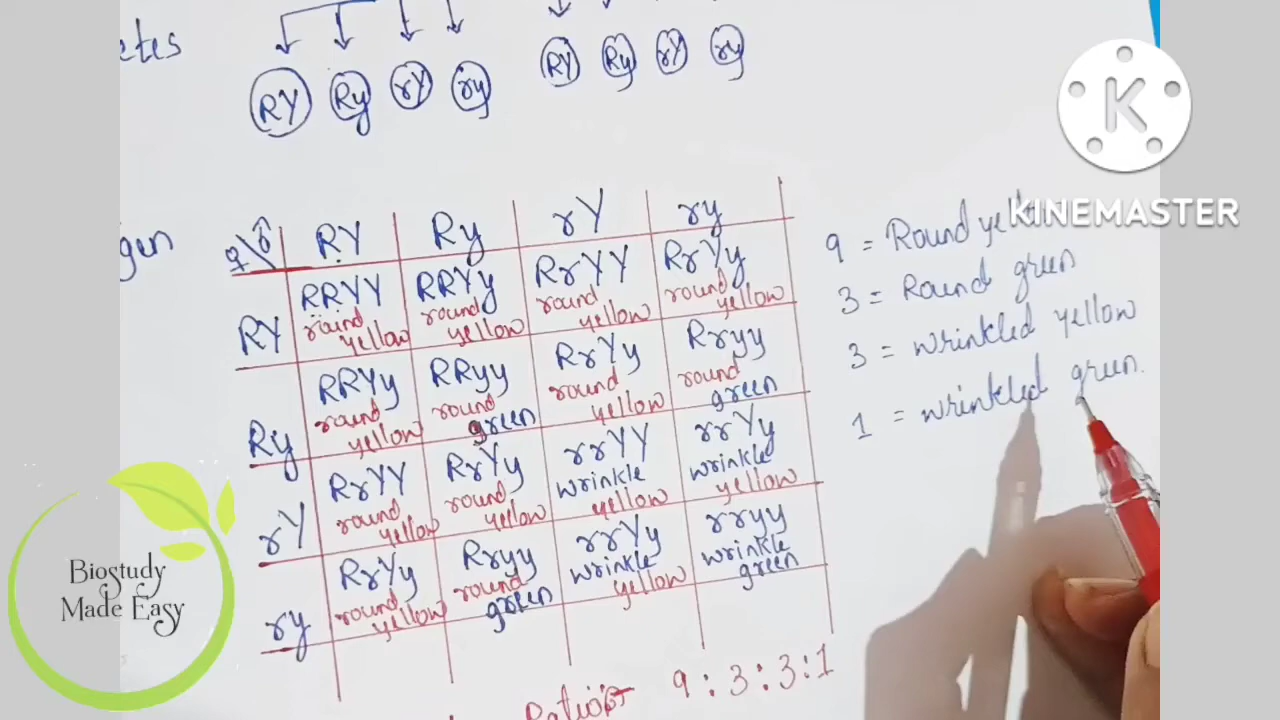 etes
RY Ry rY ry RY Ry rY ry
KINEMASTER
gen
♀ ♂ RY Ry rY ry
RY RRYY round yellow RRYy round yellow RrYY round yellow RrYy round yellow
Ry RRYy round yellow RRyy round green RrYy round yellow Rryy round green
rY RrYY round yellow RrYy round yellow rrYY wrinkle yellow rrYy wrinkle yellow
ry RrYy round yellow Rryy round green rrYy wrinkle yellow rryy wrinkle green
9 = Round yellow
3 = Round green
3 = wrinkled yellow
1 = wrinkled green.
9 : 3 : 3 : 1
Biostudy
Made Easy